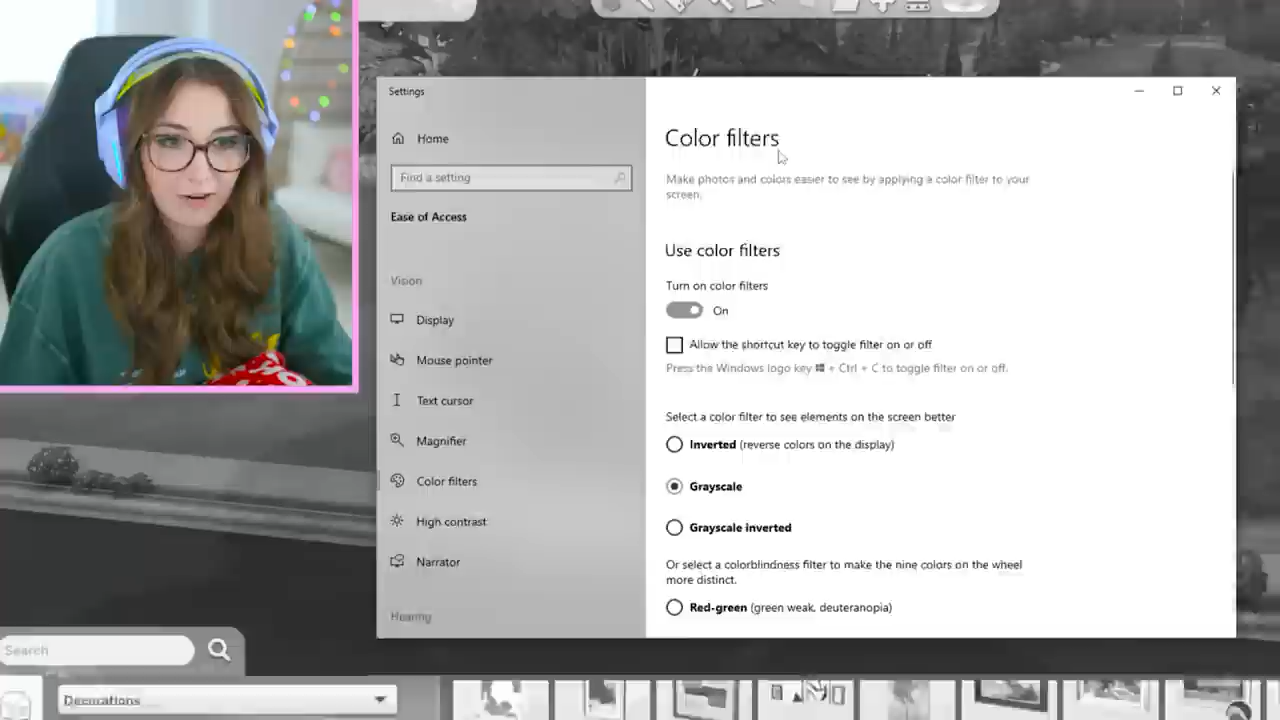 Settings
Home
Find a setting
Ease of Access
Vision
Display
Mouse pointer
Text cursor
Magnifier
Color filters
High contrast
Narrator
Hearing
Color filters
Make photos and colors easier to see by applying a color filter to your
screen.
Use color filters
Turn on color filters
On
Allow the shortcut key to toggle filter on or off
Press the Windows logo key + Ctrl + C to toggle filter on or off.
Select a color filter to see elements on the screen better
Inverted (reverse colors on the display)
Grayscale
Grayscale inverted
Or select a colorblindness filter to make the nine colors on the wheel
more distinct.
Red-green (green weak, deuteranopia)
Search
Decorations